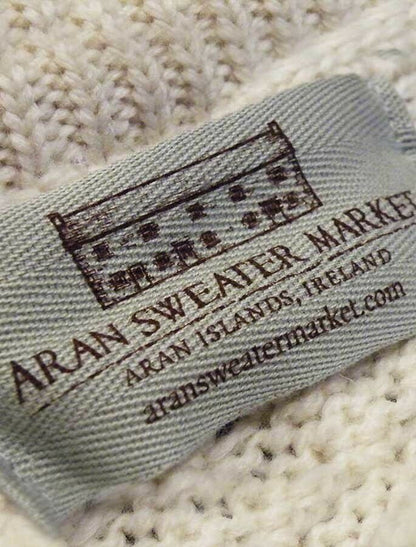 ARAN SWEATER MARKET
ARAN ISLANDS, IRELAND
aransweatermarket.com